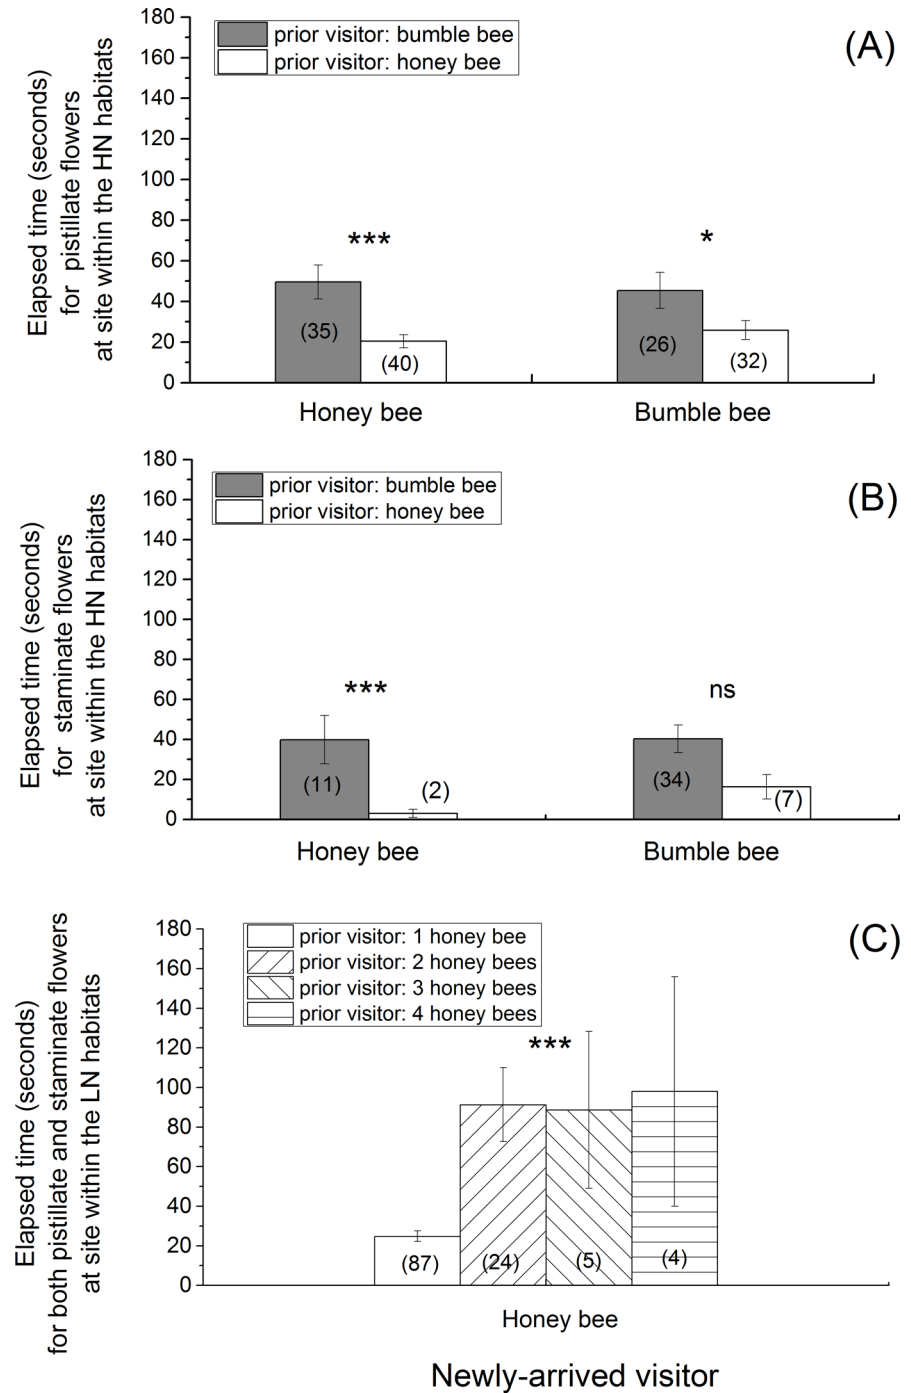 (A)
prior visitor: bumble bee
prior visitor: honey bee
Elapsed time (seconds)
for pistillate flowers
at site within the HN habitats
180
160
140
120
100
80
60
40
20
0
***
*
(35)
(40)
(26)
(32)
Honey bee
Bumble bee
(B)
prior visitor: bumble bee
prior visitor: honey bee
Elapsed time (seconds)
for staminate flowers
at site within the HN habitats
180
160
140
120
100
80
60
40
20
0
***
ns
(11)
(2)
(34)
(7)
Honey bee
Bumble bee
(C)
prior visitor: 1 honey bee
prior visitor: 2 honey bees
prior visitor: 3 honey bees
prior visitor: 4 honey bees
Elapsed time (seconds)
for both pistillate and staminate flowers
at site within the LN habitats
180
160
140
120
100
80
60
40
20
0
***
(87)
(24)
(5)
(4)
Honey bee
Newly-arrived visitor